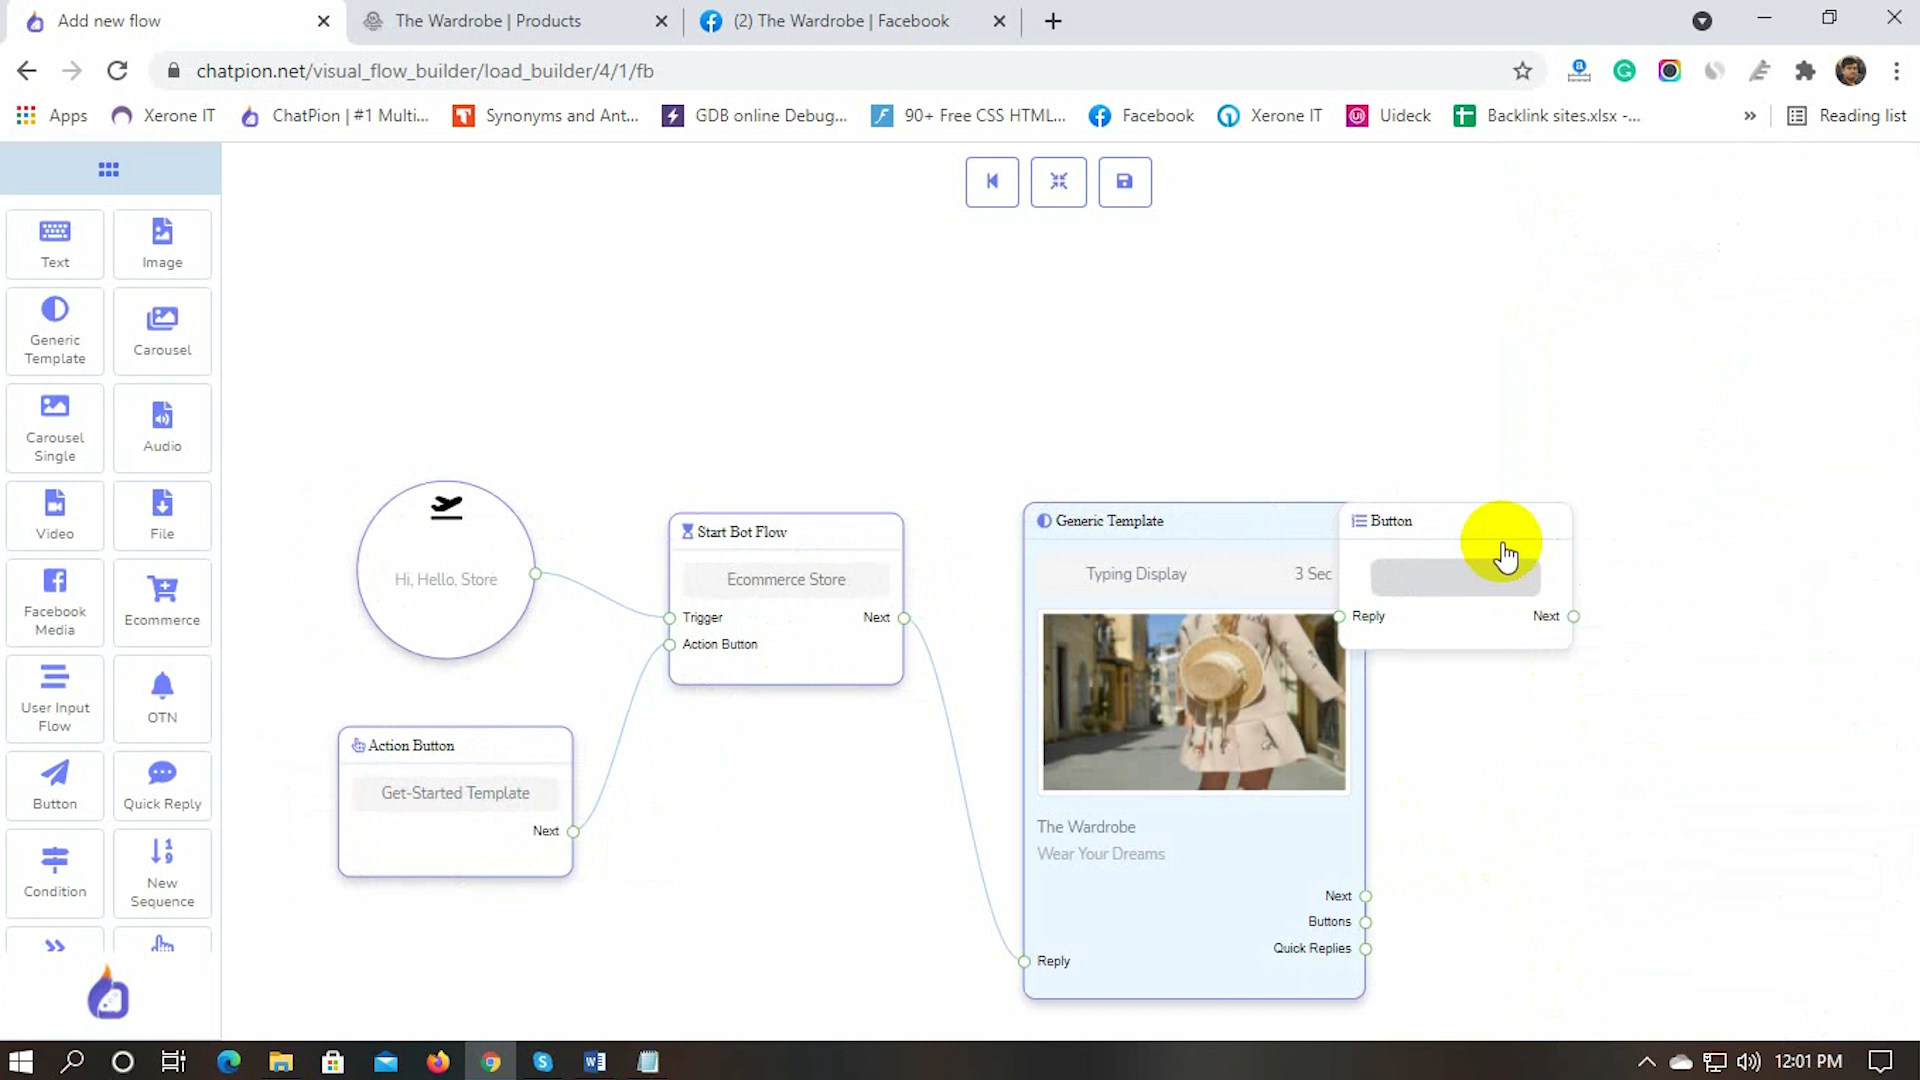 Add new flow
The Wardrobe | Products
(2) The Wardrobe | Facebook
chatpion.net/visual_flow_builder/load_builder/4/1/fb
Apps
Xerone IT
ChatPion | #1 Multi...
Synonyms and Ant...
GDB online Debug...
90+ Free CSS HTML...
Facebook
Xerone IT
Uideck
Backlink sites.xlsx -...
Reading list
Text
Image
Generic
Template
Carousel
Carousel
Single
Audio
Video
File
Facebook
Media
Ecommerce
User Input
Flow
OTN
Button
Quick Reply
Condition
New
Sequence
Hi, Hello, Store
Start Bot Flow
Ecommerce Store
Trigger
Next
Action Button
Action Button
Get-Started Template
Next
Generic Template
Typing Display
3 Sec
The Wardrobe
Wear Your Dreams
Next
Buttons
Quick Replies
Reply
Button
Reply
Next
12:01 PM